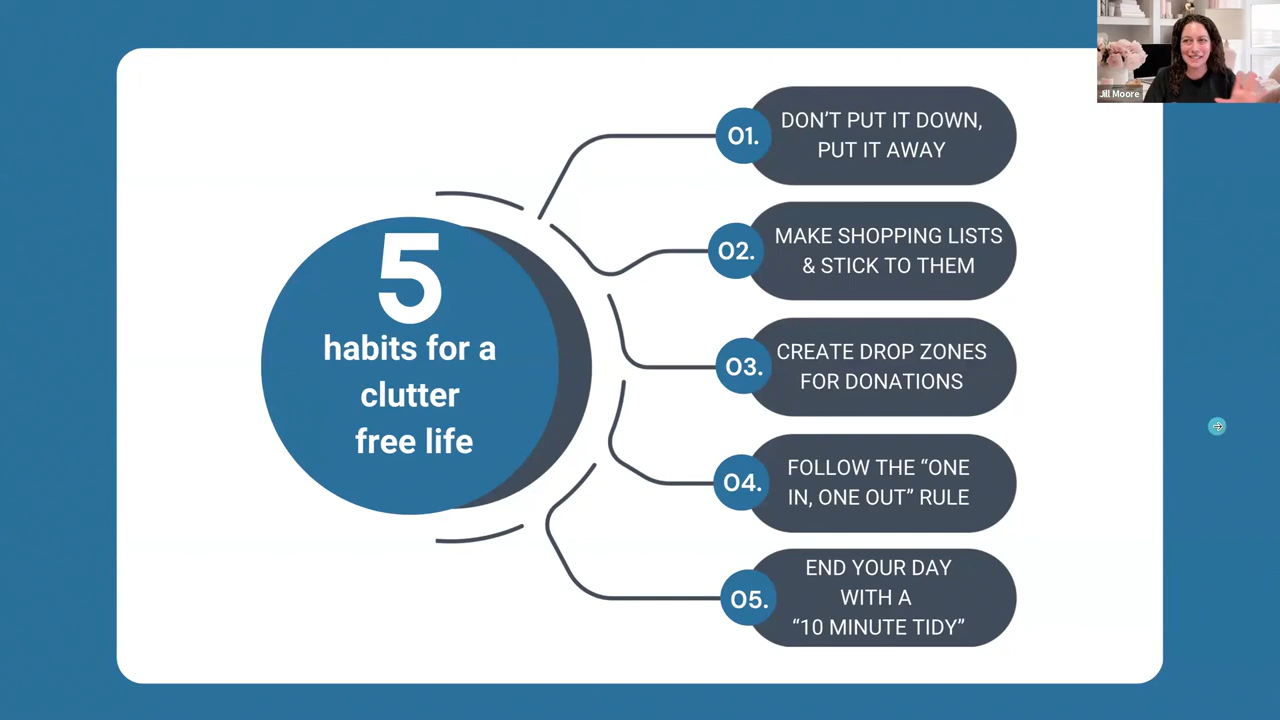 5
habits for a
clutter
free life
01.
DON'T PUT IT DOWN,
PUT IT AWAY
02.
MAKE SHOPPING LISTS
& STICK TO THEM
03.
CREATE DROP ZONES
FOR DONATIONS
04.
FOLLOW THE “ONE
IN, ONE OUT” RULE
05.
END YOUR DAY
WITH A
“10 MINUTE TIDY”
Jill Moore